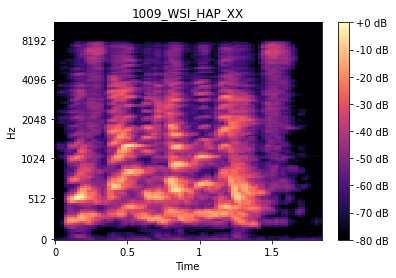 1009_WSI_HAP_XX
+0 dB
8192
-10 dB
4096
-20 dB
-30 dB
2048
Hz
-40 dB
1024
-50 dB
512
-60 dB
-70 dB
0
-80 dB
0
0.5
1
1.5
Time